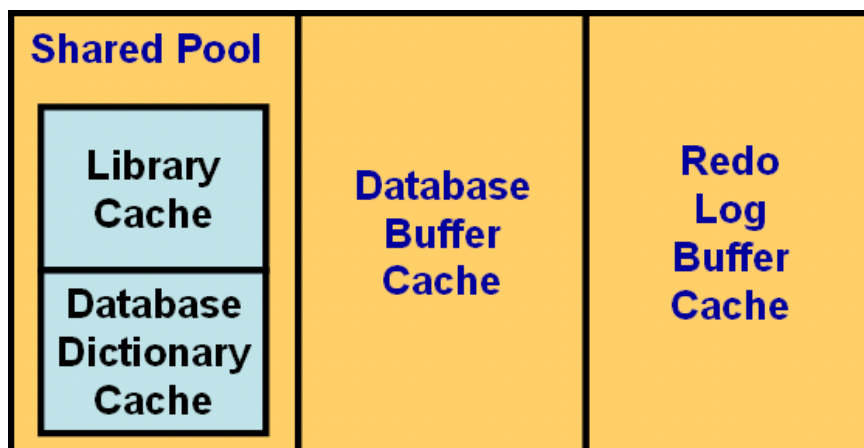 Shared Pool
Library
Cache
Database
Dictionary
Cache
Database
Buffer
Cache
Redo
Log
Buffer
Cache